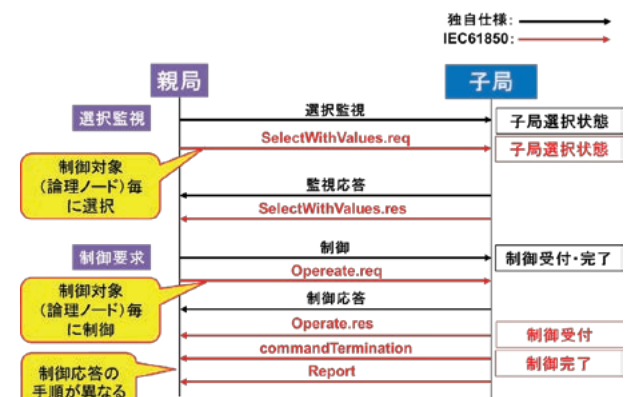 独自仕様:
IEC61850:
親局
子局
選択監視
選択監視
子局選択状態
SelectWithValues.req
子局選択状態
制御対象
(論理ノード)毎
に選択
監視応答
SelectWithValues.res
制御要求
制御
制御受付・完了
Opereate.req
制御対象
(論理ノード)毎
に制御
制御応答
Operate.res
制御受付
commandTermination
制御完了
Report
制御応答の
手順が異なる